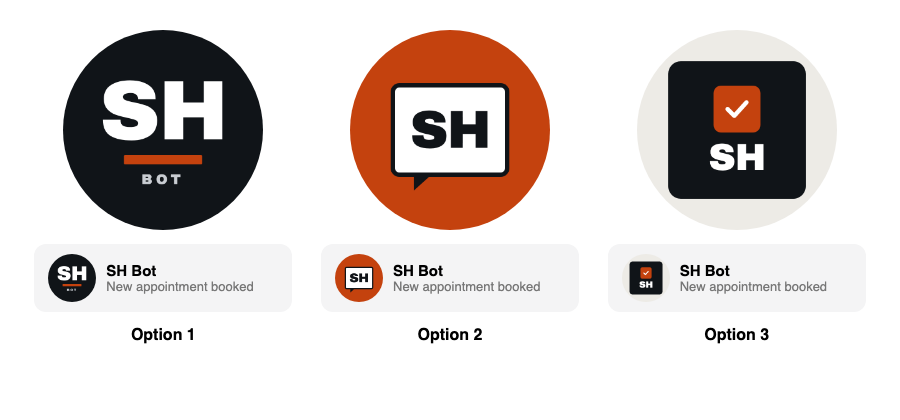 SH
BOT
SH
SH
SH
BOT
SH Bot
New appointment booked
SH
SH Bot
New appointment booked
SH
SH Bot
New appointment booked
Option 1
Option 2
Option 3